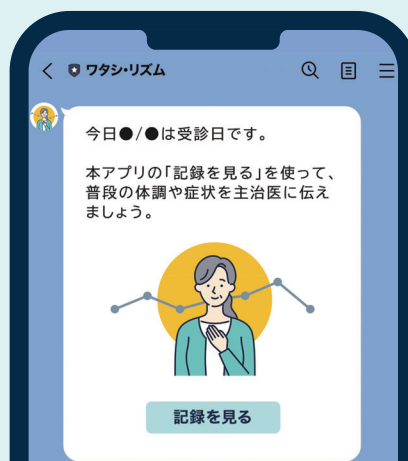 ワタシ・リズム
今日●/●は受診日です。
本アプリの「記録を見る」を使って、
普段の体調や症状を主治医に伝え
ましょう。
記録を見る